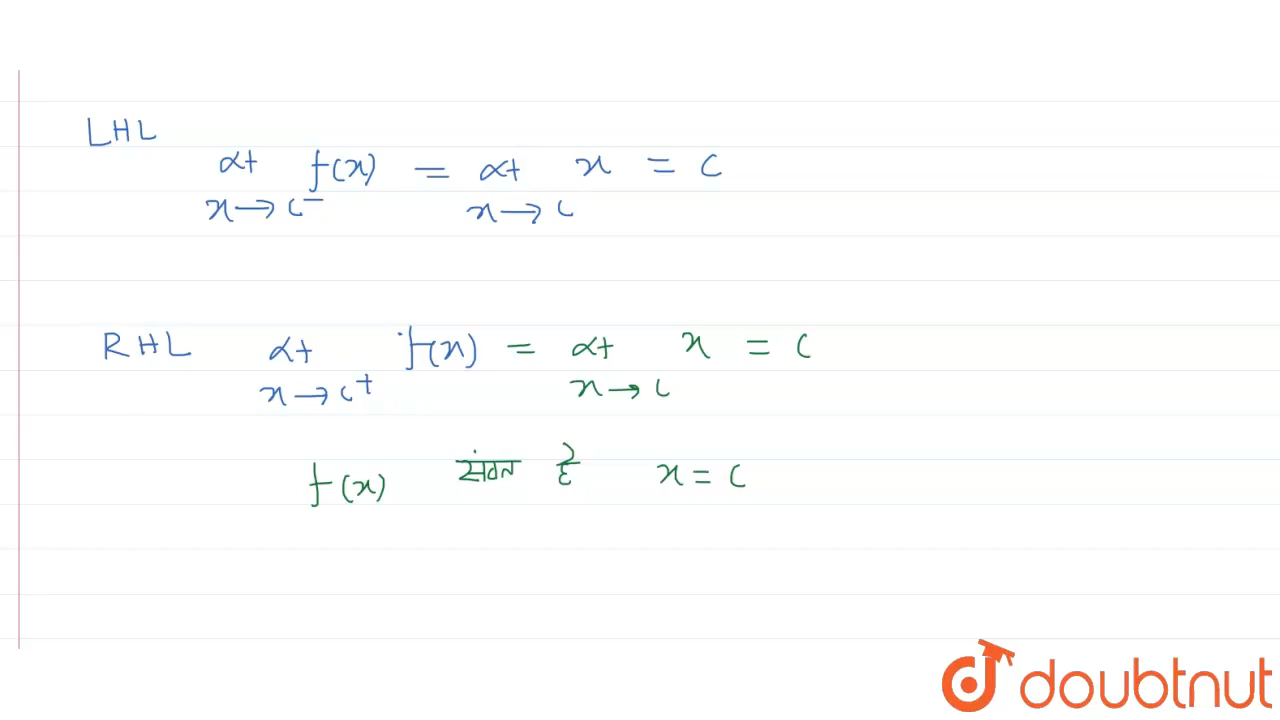 LHL
lt f(x) = lt x = c
x→c⁻ x→c
RHL lt f(x) = lt x = c
x→c⁺ x→c
f(x) संतत है x = c
doubtnut